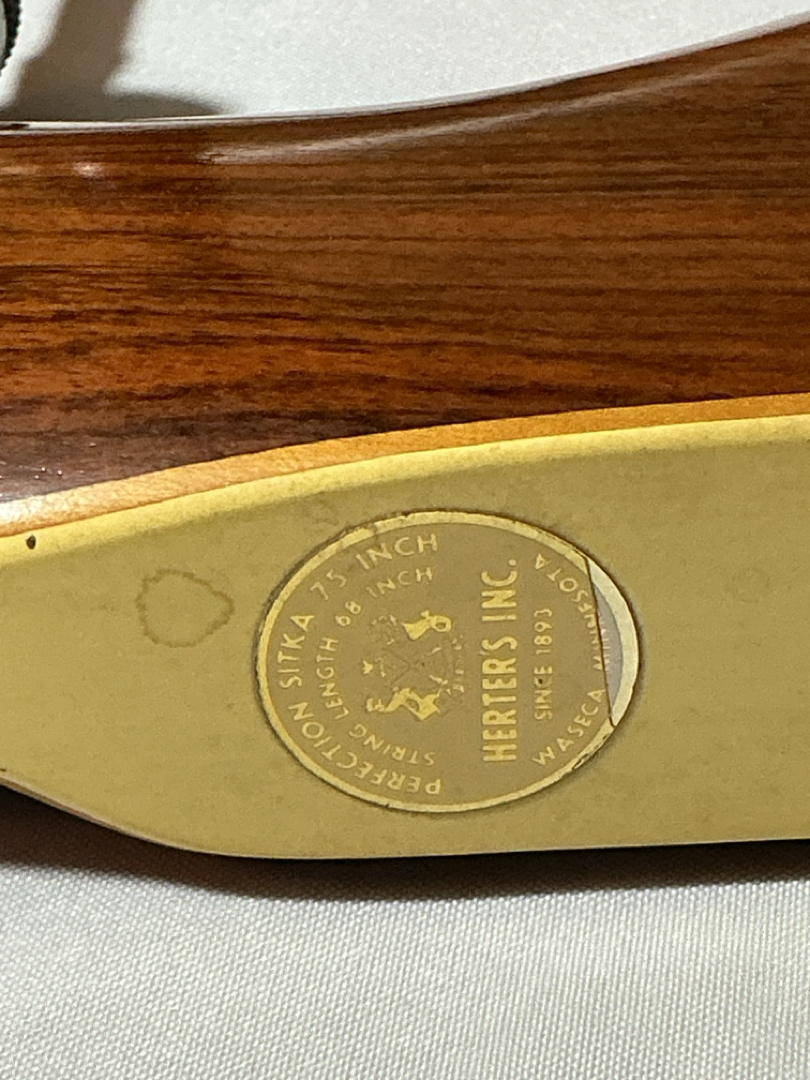 PERFECTION SITKA 75 INCH
STRING LENGTH 68 INCH
HERTER'S INC.
SINCE 1893
WASECA MINNESOTA